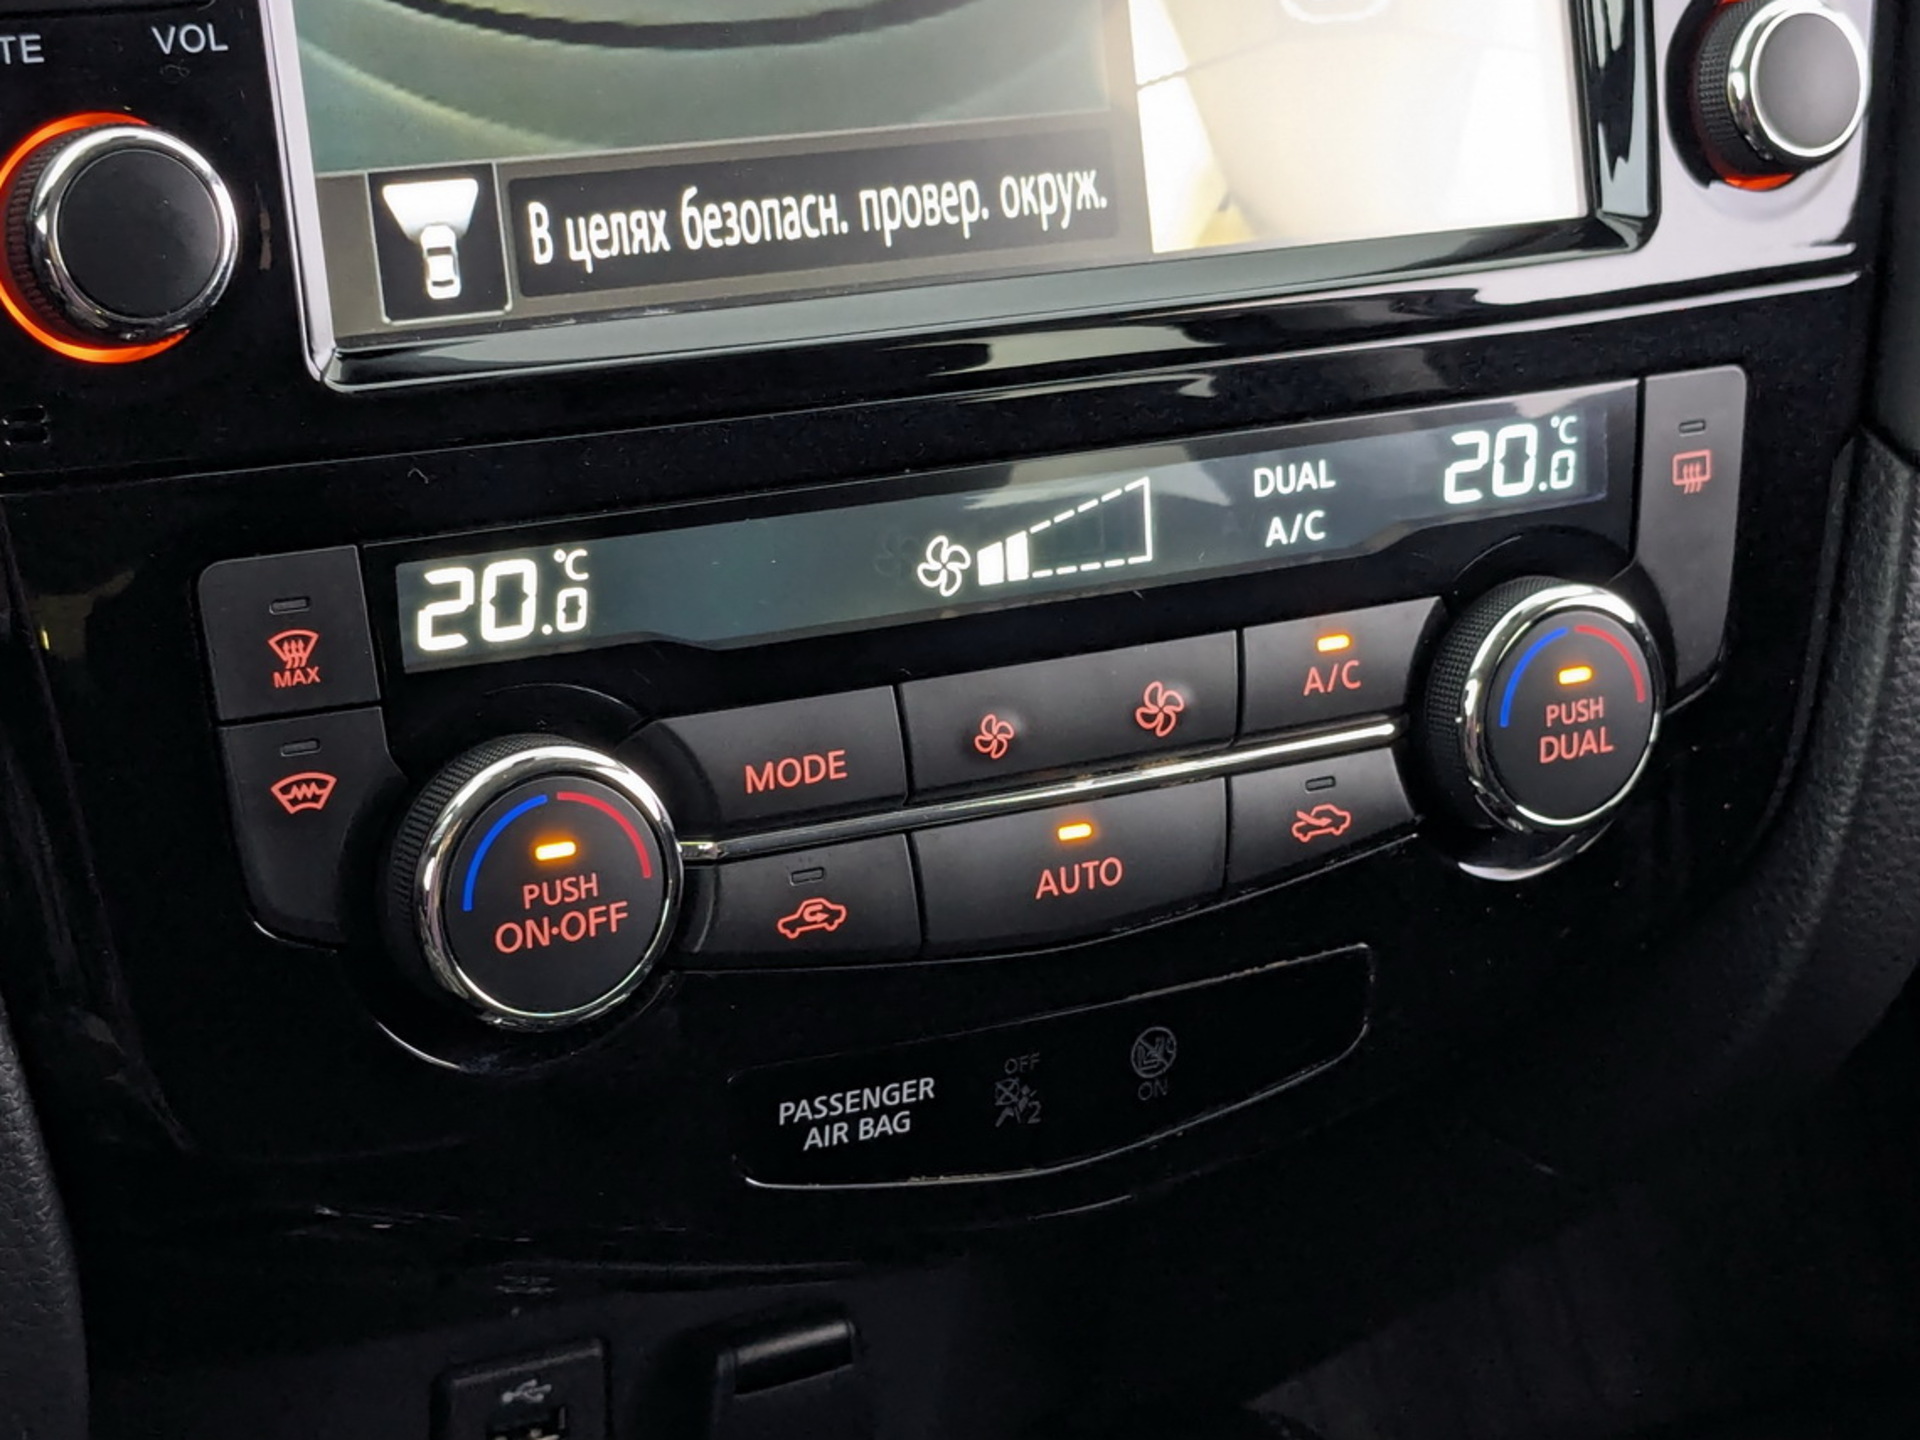 VOL
В целях безопасн. провер. окруж.
20.0 °C
DUAL
A/C
20.0 °C
MAX
MODE
A/C
PUSH
DUAL
PUSH
ON·OFF
AUTO
PASSENGER
AIR BAG
OFF
2
ON